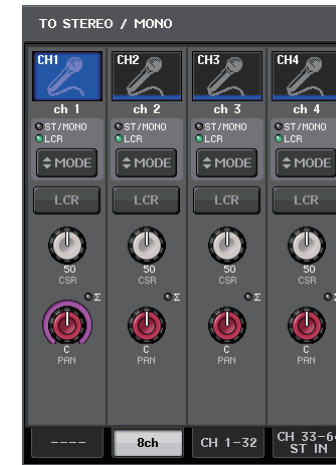 TO STEREO / MONO
CH1 CH2 CH3 CH4
ch 1 ch 2 ch 3 ch 4
ST/MONO ST/MONO ST/MONO ST/MONO
LCR LCR LCR LCR
MODE MODE MODE MODE
LCR LCR LCR LCR
50 50 50 50
CSR CSR CSR CSR
Σ Σ Σ Σ
C C C C
PAN PAN PAN PAN
---- 8ch CH 1-32 CH 33-64
ST IN